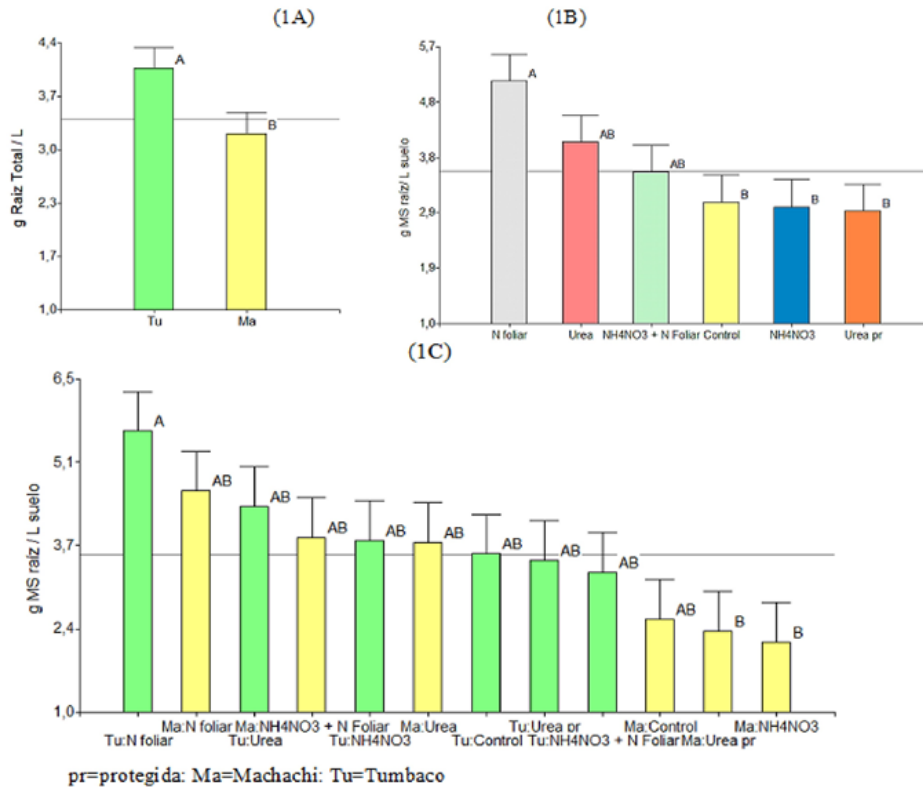 (1A)
4,4
3,7
3,0
2,3
1,7
1,0
g Raiz Total / L
A
B
Tu
Ma
(1B)
5,7
4,8
3,8
2,9
1,9
1,0
g MS raíz/ L suelo
A
AB
AB
B
B
B
N foliar
Urea
NH4NO3 + N Foliar
Control
NH4NO3
Urea pr
(1C)
6,5
5,1
3,7
2,4
1,0
g MS raíz / L suelo
A
AB
AB
AB
AB
AB
AB
AB
AB
AB
B
B
Ma:N foliar
Ma:NH4NO3 + N Foliar
Ma:Urea
Tu:Urea pr
Ma:Control
Ma:NH4NO3
Tu:N foliar
Tu:Urea
Tu:NH4NO3
Tu:Control
Tu:NH4NO3 + N Foliar
Ma:Urea pr
pr=protegida: Ma=Machachi: Tu=Tumbaco